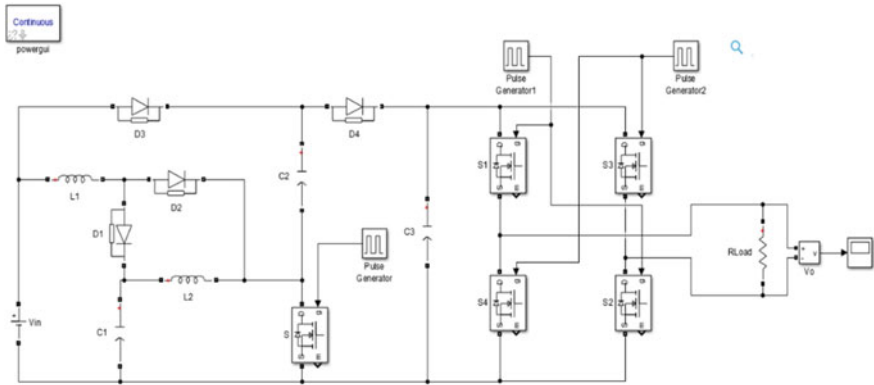 Continuous
powergui
Pulse
Generator1
Pulse
Generator2
D3
D4
L1
D2
C2
S1
S3
D1
C3
Pulse
Generator
RLoad
v
Vo
L2
S4
S2
Vin
C1
S
g
D
S
m
g
D
S
m
g
D
S
m
g
D
S
m
g
D
S
m